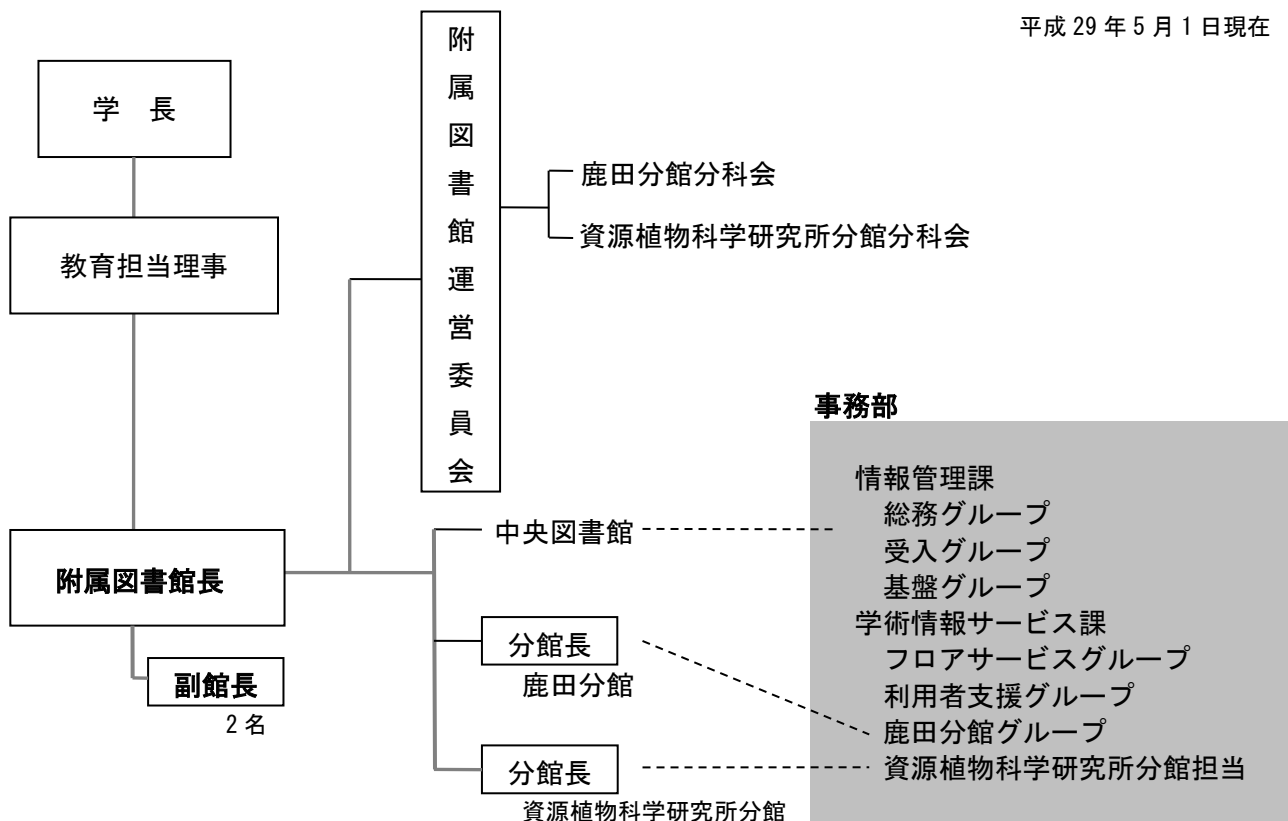 平成 29 年 5 月 1 日現在
学　長
教育担当理事
附属図書館運営委員会
鹿田分館分科会
資源植物科学研究所分館分科会
附属図書館長
副館長
2 名
中央図書館
分館長
鹿田分館
分館長
資源植物科学研究所分館
事務部
情報管理課
総務グループ
受入グループ
基盤グループ
学術情報サービス課
フロアサービスグループ
利用者支援グループ
鹿田分館グループ
資源植物科学研究所分館担当